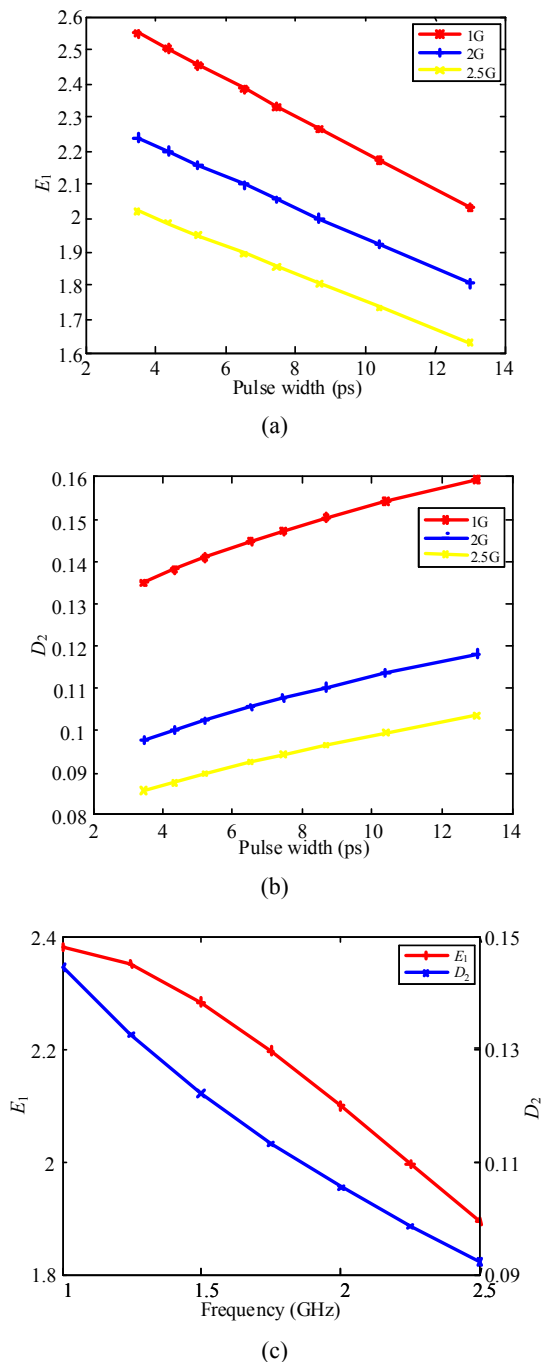 2.6
2.5
2.4
2.3
2.2
2.1
2
1.9
1.8
1.7
1.6
E1
1G
2G
2.5G
2 4 6 8 10 12 14
Pulse width (ps)
(a)
0.16
0.15
0.14
0.13
0.12
0.11
0.1
0.09
0.08
D2
1G
2G
2.5G
2 4 6 8 10 12 14
Pulse width (ps)
(b)
2.4
2.2
2
1.8
E1
E1
D2
0.15
0.13
0.11
0.09
D2
1 1.5 2 2.5
Frequency (GHz)
(c)